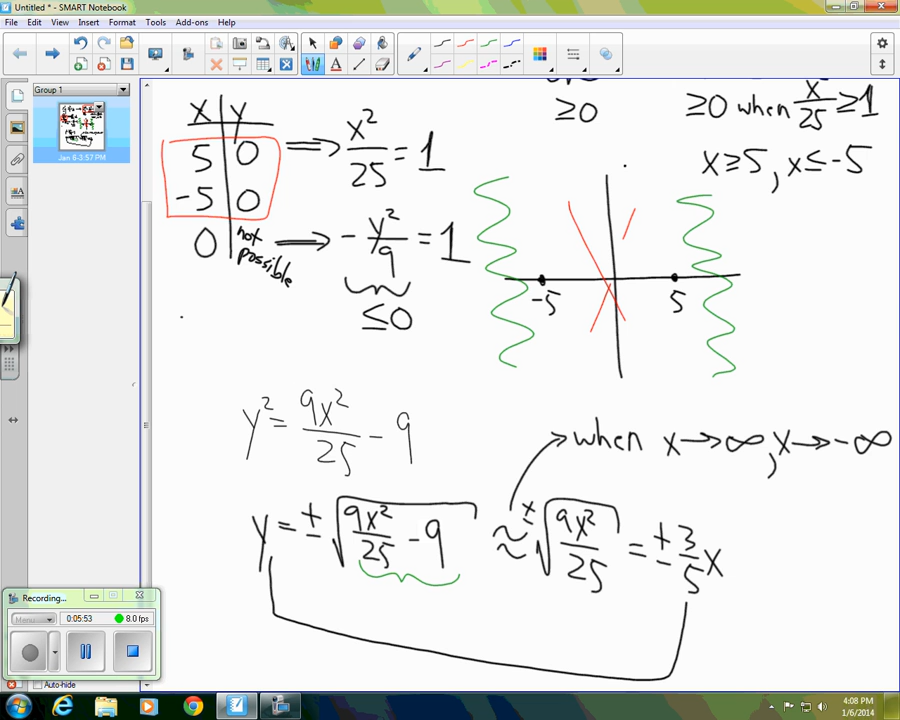 Untitled * - SMART Notebook
File Edit View Insert Format Tools Add-ons Help
Group 1
Jan 6-3:57 PM
≥0
≥0 when x²/25 ≥ 1
x≥5, x≤-5
x | y
5 | 0 ⟹ x²/25 = 1
-5 | 0
0 | not possible ⟹ -y²/9 = 1
≤0
-5 5
y² = 9x²/25 - 9
when x→∞, x→-∞
y = ±√(9x²/25 - 9) ≈ ±√(9x²/25) = ±3/5 x
Recording...
Menu 0:05:53 8.0 fps
Auto-hide
4:08 PM
1/6/2014